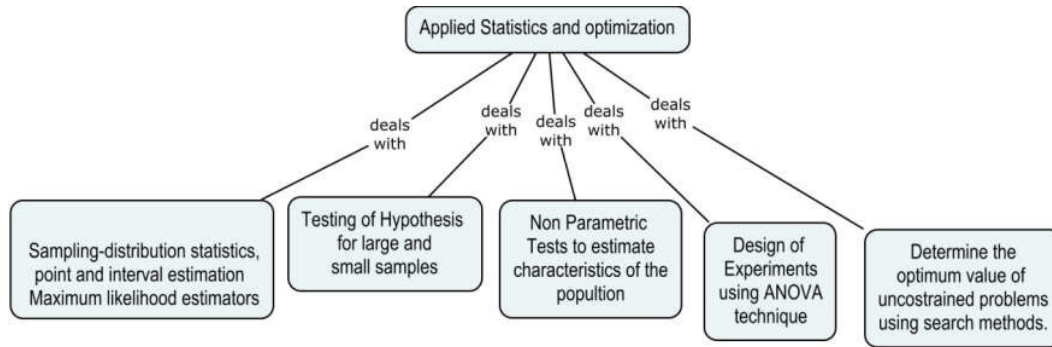 Applied Statistics and optimization
deals
with
deals
with
deals
with
deals
with
deals
with
Sampling-distribution statistics,
point and interval estimation
Maximum likelihood estimators
Testing of Hypothesis
for large and
small samples
Non Parametric
Tests to estimate
characteristics of the
popultion
Design of
Experiments
using ANOVA
technique
Determine the
optimum value of
uncostrained problems
using search methods.